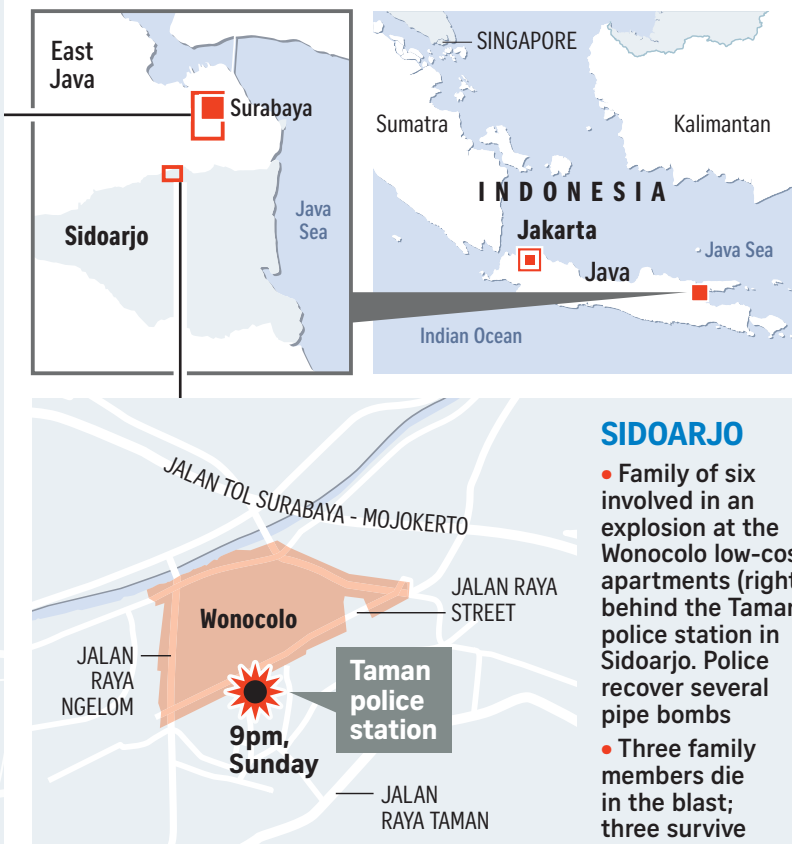 East
Java
Surabaya
Sidoarjo
Java
Sea
SINGAPORE
Sumatra
Kalimantan
INDONESIA
Jakarta
Java
Java Sea
Indian Ocean
JALAN TOL SURABAYA - MOJOKERTO
Wonocolo
JALAN RAYA
STREET
JALAN
RAYA
NGELOM
Taman
police
station
9pm,
Sunday
JALAN
RAYA TAMAN
SIDOARJO
• Family of six
involved in an
explosion at the
Wonocolo low-cos
apartments (right
behind the Taman
police station in
Sidoarjo. Police
recover several
pipe bombs
• Three family
members die
in the blast;
three survive